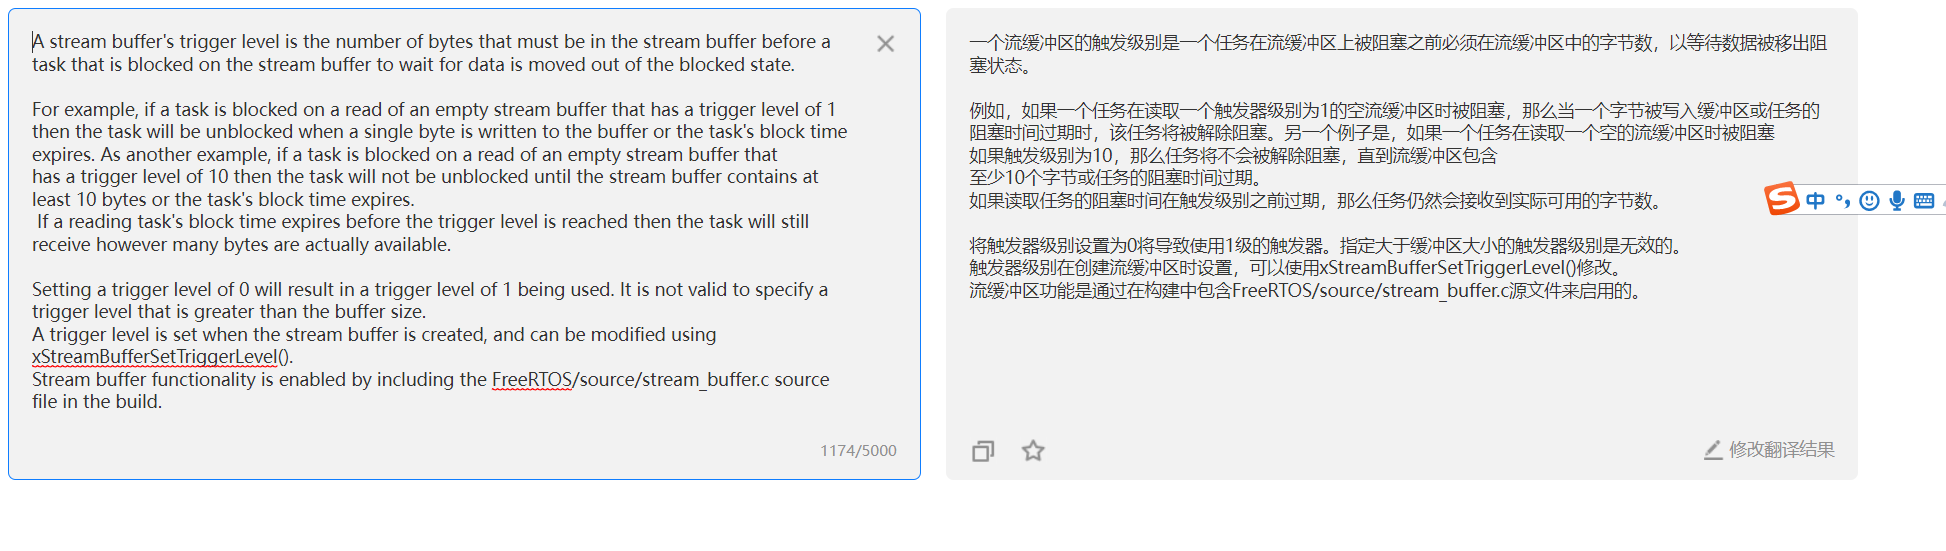 A stream buffer's trigger level is the number of bytes that must be in the stream buffer before a
task that is blocked on the stream buffer to wait for data is moved out of the blocked state.
For example, if a task is blocked on a read of an empty stream buffer that has a trigger level of 1
then the task will be unblocked when a single byte is written to the buffer or the task's block time
expires. As another example, if a task is blocked on a read of an empty stream buffer that
has a trigger level of 10 then the task will not be unblocked until the stream buffer contains at
least 10 bytes or the task's block time expires.
If a reading task's block time expires before the trigger level is reached then the task will still
receive however many bytes are actually available.
Setting a trigger level of 0 will result in a trigger level of 1 being used. It is not valid to specify a
trigger level that is greater than the buffer size.
A trigger level is set when the stream buffer is created, and can be modified using
xStreamBufferSetTriggerLevel().
Stream buffer functionality is enabled by including the FreeRTOS/source/stream_buffer.c source
file in the build.
1174/5000
一个流缓冲区的触发级别是一个任务在流缓冲区上被阻塞之前必须在流缓冲区中的字节数，以等待数据被移出阻
塞状态。
例如，如果一个任务在读取一个触发器级别为1的空流缓冲区时被阻塞，那么当一个字节被写入缓冲区或任务的
阻塞时间过期时，该任务将被解除阻塞。另一个例子是，如果一个任务在读取一个空的流缓冲区时被阻塞
如果触发级别为10，那么任务将不会被解除阻塞，直到流缓冲区包含
至少10个字节或任务的阻塞时间过期。
如果读取任务的阻塞时间在触发级别之前过期，那么任务仍然会接收到实际可用的字节数。
将触发器级别设置为0将导致使用1级的触发器。指定大于缓冲区大小的触发器级别是无效的。
触发器级别在创建流缓冲区时设置，可以使用xStreamBufferSetTriggerLevel()修改。
流缓冲区功能是通过在构建中包含FreeRTOS/source/stream_buffer.c源文件来启用的。
修改翻译结果
S 中